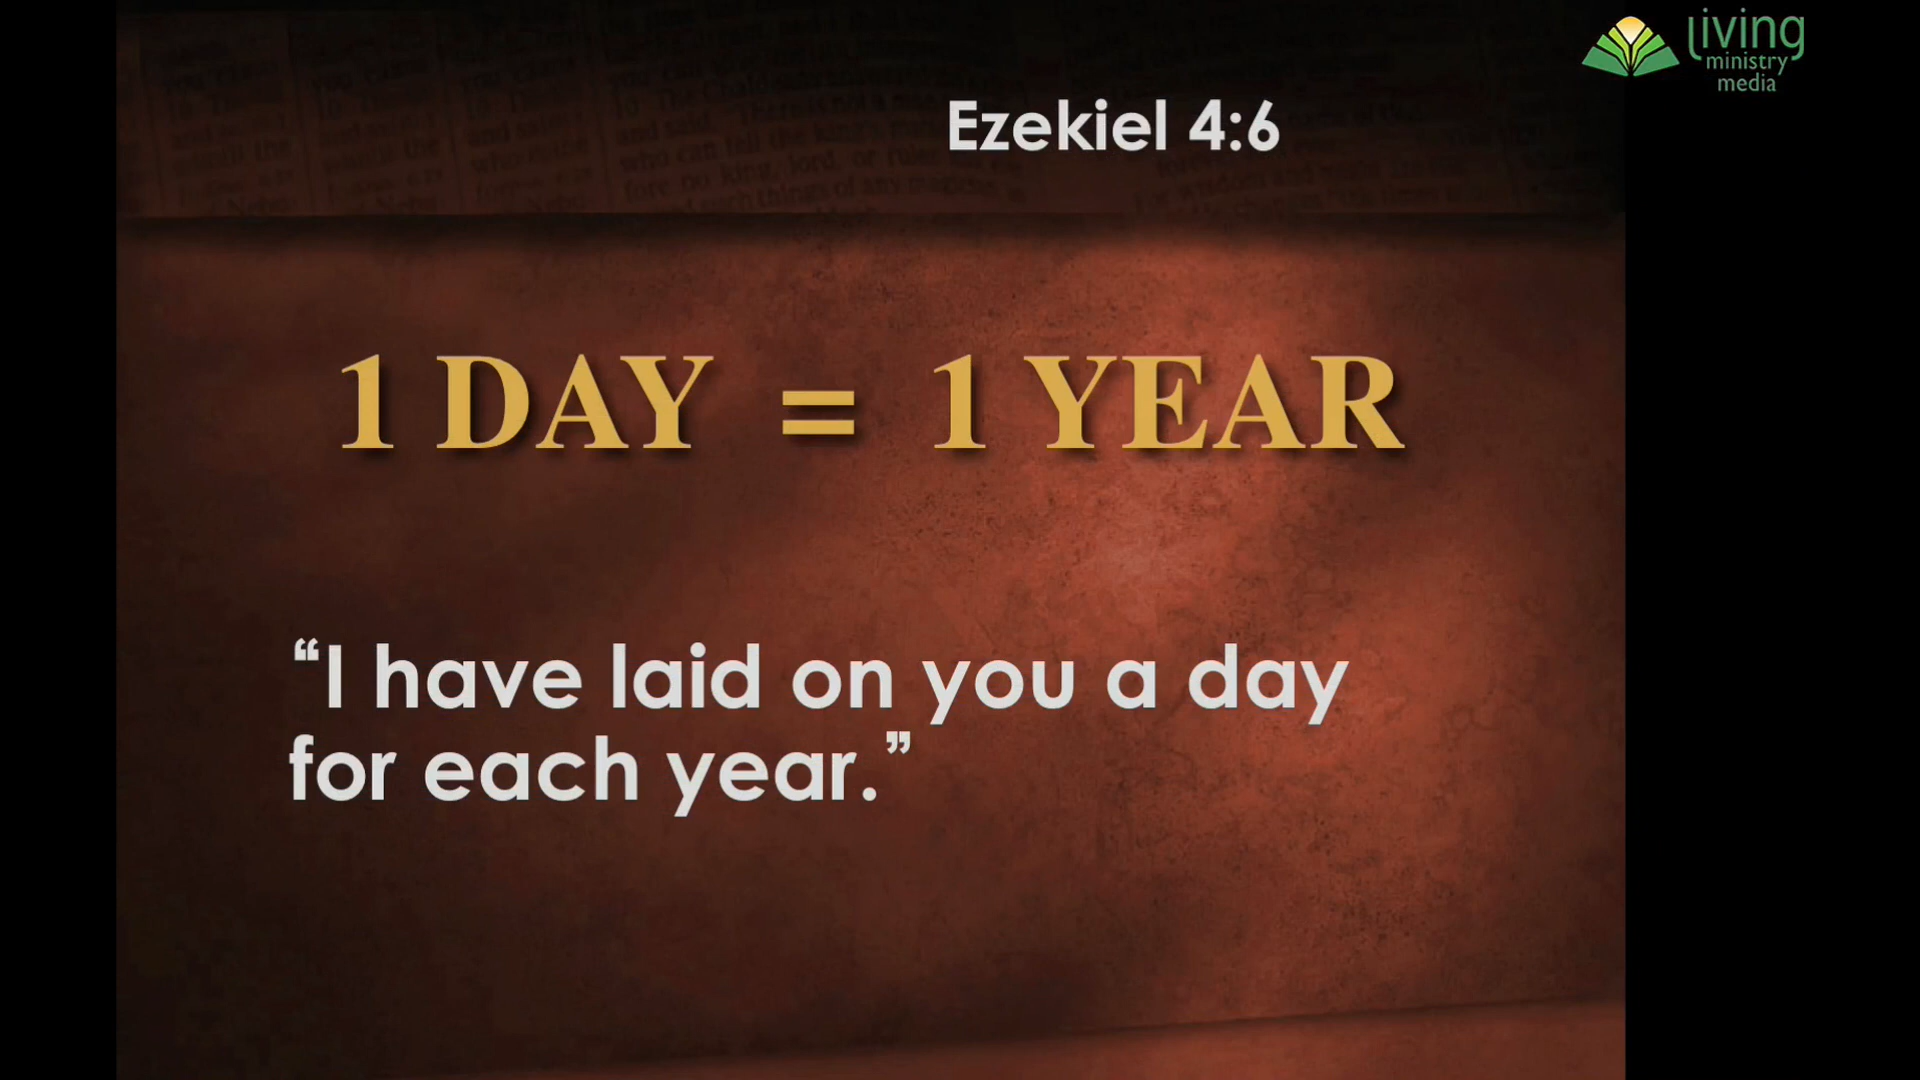 living
ministry
media
Ezekiel 4:6
1 DAY = 1 YEAR
“I have laid on you a day
for each year.”